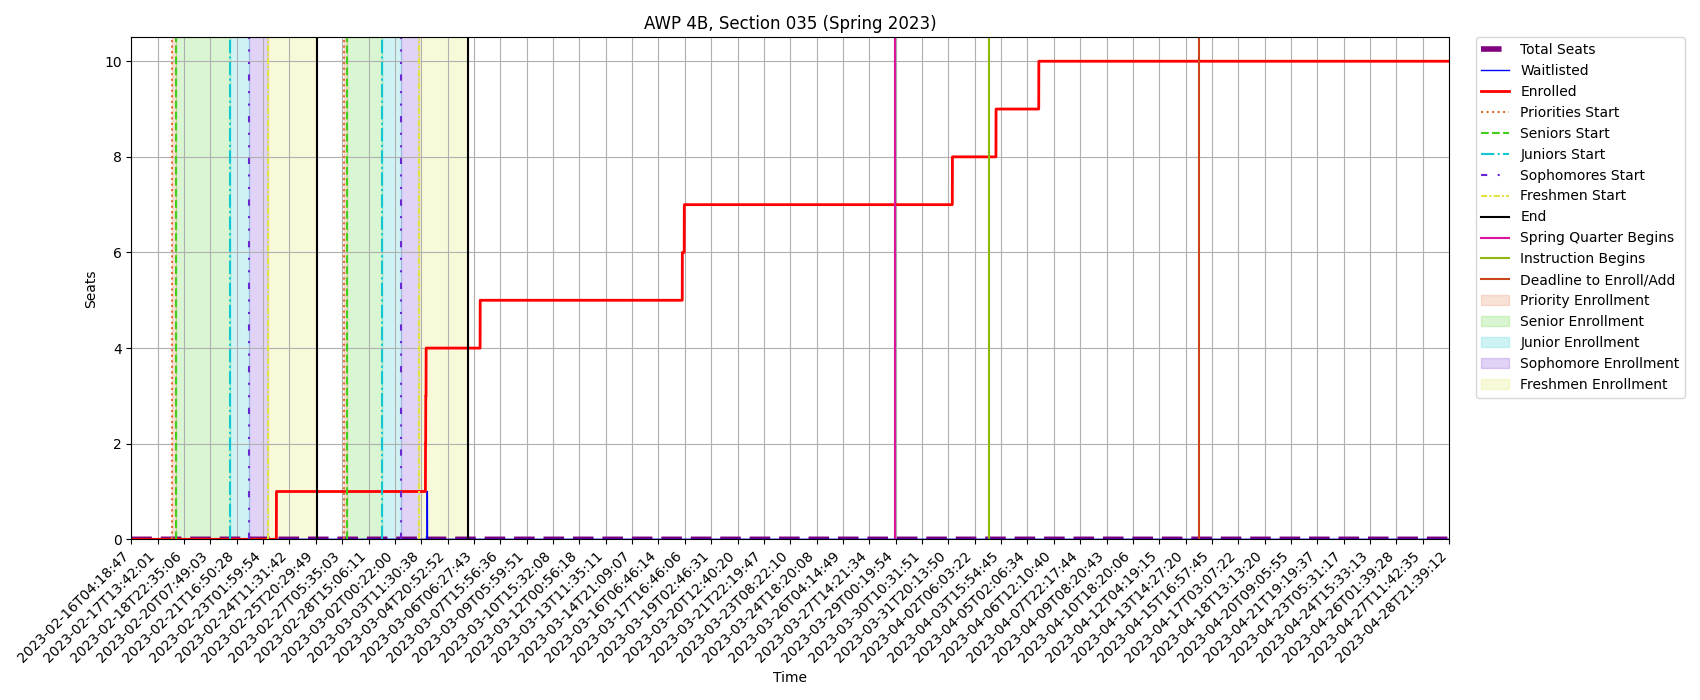 AWP 4B, Section 035 (Spring 2023)
10
8
6
4
2
0
Seats
2023-02-16T04:18:47
2023-02-17T13:42:01
2023-02-18T22:35:06
2023-02-20T07:49:03
2023-02-21T16:50:28
2023-02-23T01:59:54
2023-02-24T11:31:42
2023-02-25T20:29:49
2023-02-27T05:35:03
2023-02-28T15:06:11
2023-03-02T00:22:00
2023-03-03T11:30:38
2023-03-04T20:52:52
2023-03-06T06:27:43
2023-03-07T15:56:36
2023-03-09T05:59:51
2023-03-10T15:32:08
2023-03-12T00:56:18
2023-03-13T11:35:11
2023-03-14T21:09:07
2023-03-16T06:46:14
2023-03-17T16:46:06
2023-03-19T02:46:31
2023-03-20T12:40:20
2023-03-21T22:19:47
2023-03-23T08:22:10
2023-03-24T18:20:08
2023-03-26T04:14:49
2023-03-27T14:21:34
2023-03-29T00:19:54
2023-03-30T10:31:51
2023-03-31T20:13:50
2023-04-02T06:03:22
2023-04-03T15:54:45
2023-04-05T02:06:34
2023-04-06T12:10:40
2023-04-07T22:17:44
2023-04-09T08:20:43
2023-04-10T18:20:06
2023-04-12T04:19:15
2023-04-13T14:27:20
2023-04-15T16:57:45
2023-04-17T03:07:22
2023-04-18T13:13:20
2023-04-20T09:05:55
2023-04-21T19:19:37
2023-04-23T05:31:17
2023-04-24T15:33:13
2023-04-26T01:39:28
2023-04-27T11:42:35
2023-04-28T21:39:12
Time
Total Seats
Waitlisted
Enrolled
Priorities Start
Seniors Start
Juniors Start
Sophomores Start
Freshmen Start
End
Spring Quarter Begins
Instruction Begins
Deadline to Enroll/Add
Priority Enrollment
Senior Enrollment
Junior Enrollment
Sophomore Enrollment
Freshmen Enrollment